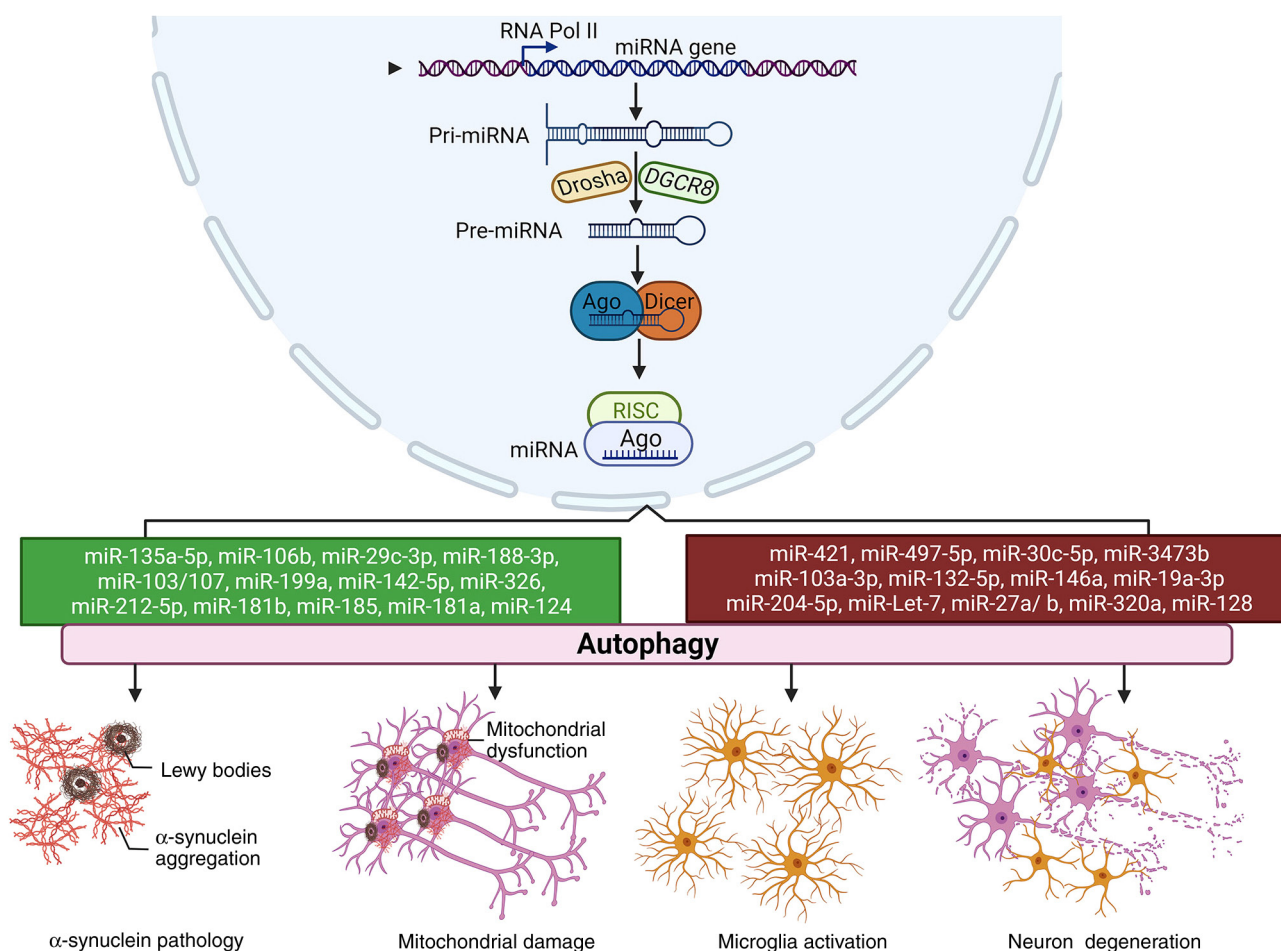 RNA Pol II
miRNA gene
Pri-miRNA
Drosha
DGCR8
Pre-miRNA
Ago
Dicer
RISC
Ago
miRNA
miR-135a-5p, miR-106b, miR-29c-3p, miR-188-3p,
miR-103/107, miR-199a, miR-142-5p, miR-326,
miR-212-5p, miR-181b, miR-185, miR-181a, miR-124
miR-421, miR-497-5p, miR-30c-5p, miR-3473b
miR-103a-3p, miR-132-5p, miR-146a, miR-19a-3p
miR-204-5p, miR-Let-7, miR-27a/ b, miR-320a, miR-128
Autophagy
Lewy bodies
α-synuclein
aggregation
Mitochondrial
dysfunction
α-synuclein pathology
Mitochondrial damage
Microglia activation
Neuron degeneration